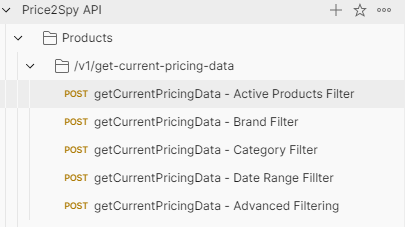 Price2Spy API
Products
/v1/get-current-pricing-data
POST getCurrentPricingData - Active Products Filter
POST getCurrentPricingData - Brand Filter
POST getCurrentPricingData - Category Filter
POST getCurrentPricingData - Date Range Fillter
POST getCurrentPricingData - Advanced Filtering